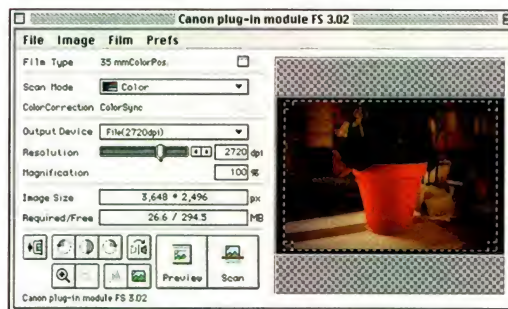 Canon plug-in module FS 3.02
File Image Film Prefs
Film Type 35 mmColorPos.
Scan Mode Color
ColorCorrection ColorSync
Output Device File(2720dpi)
Resolution 2720 dpi
Magnification 100 %
Image Size 3,648 * 2,496 px
Required/Free 26.6 / 294.5 MB
Preview Scan
Canon plug-in module FS 3.02